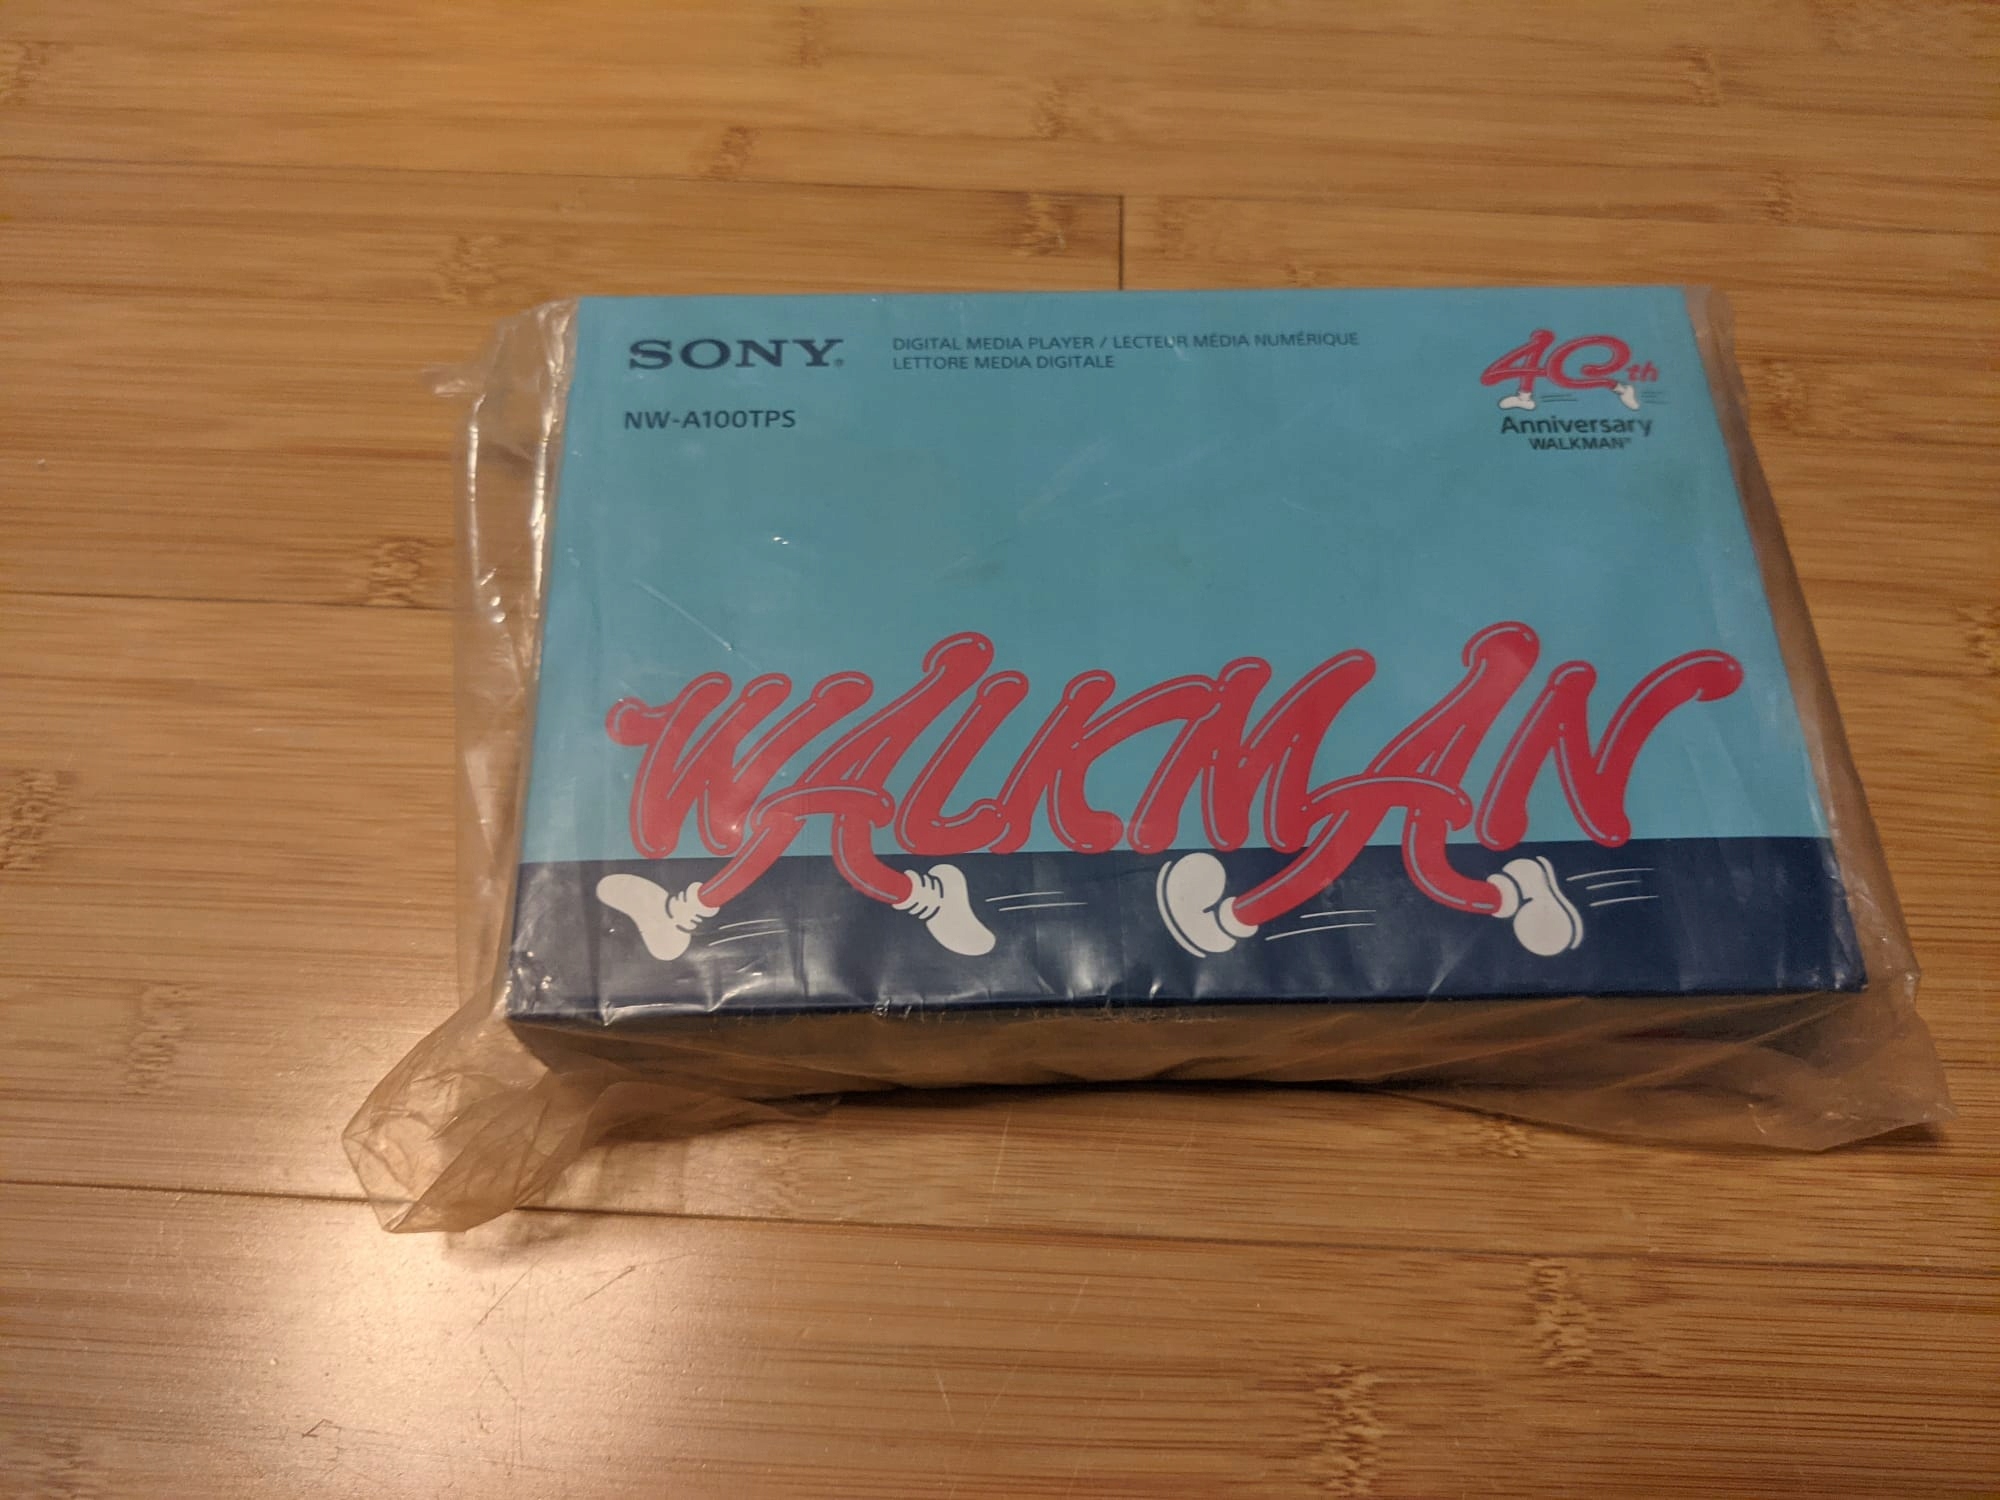 SONY®
DIGITAL MEDIA PLAYER / LECTEUR MÉDIA NUMÉRIQUE
LETTORE MEDIA DIGITALE
NW-A100TPS
40th
Anniversary
WALKMAN®
WALKMAN